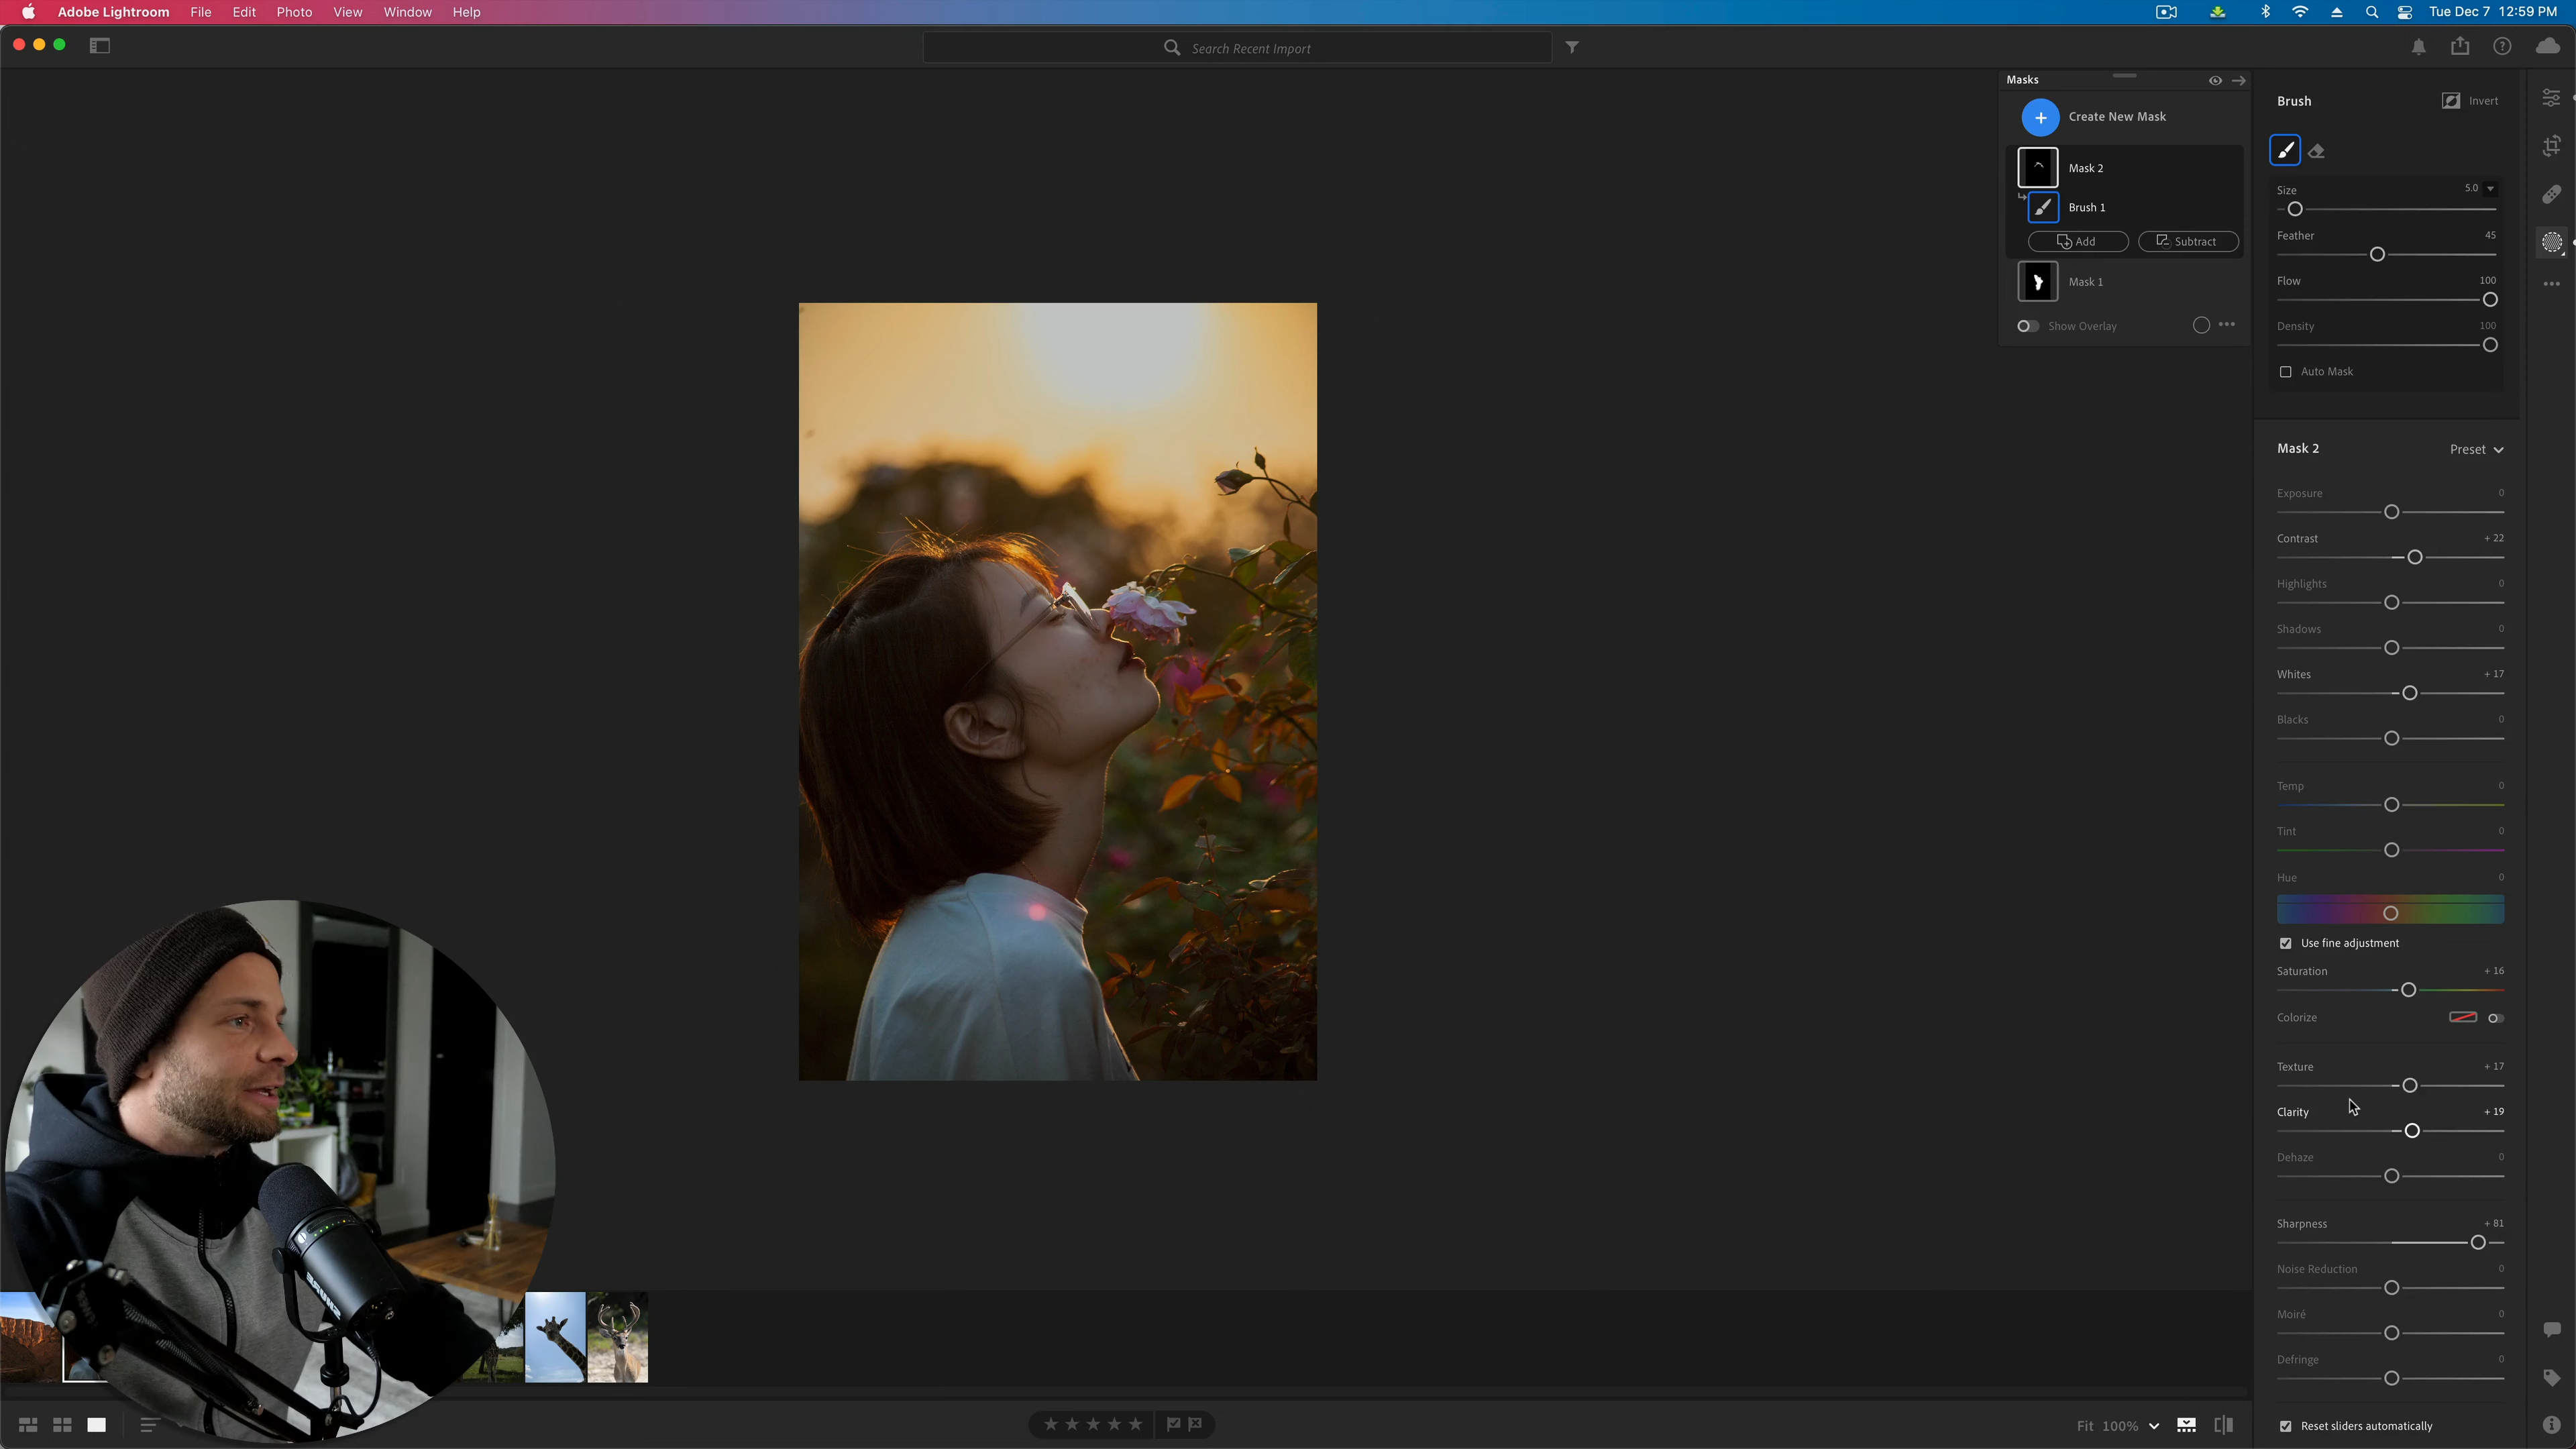 Adobe Lightroom File Edit Photo View Window Help Tue Dec 7 12:59 PM
Search Recent Import
Masks
Create New Mask
Mask 2
Brush 1
Add Subtract
Mask 1
Show Overlay
Brush Invert
Size 5.0
Feather 45
Flow 100
Density 100
Auto Mask
Mask 2 Preset
Exposure 0
Contrast + 22
Highlights 0
Shadows 0
Whites + 17
Blacks 0
Temp 0
Tint 0
Hue 0
Use fine adjustment
Saturation + 16
Colorize
Texture + 17
Clarity + 19
Dehaze 0
Sharpness + 81
Noise Reduction 0
Moiré 0
Defringe 0
Reset sliders automatically
Fit 100%
SHURE